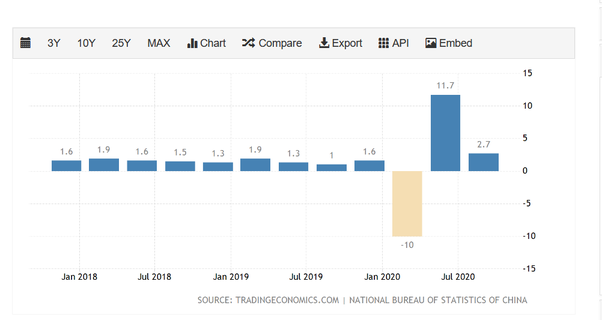 3Y 10Y 25Y MAX Chart Compare Export API Embed
15
10
5
0
-5
-10
-15
1.6 1.9 1.6 1.5 1.3 1.9 1.3 1 1.6 -10 11.7 2.7
Jan 2018 Jul 2018 Jan 2019 Jul 2019 Jan 2020 Jul 2020
SOURCE: TRADINGECONOMICS.COM | NATIONAL BUREAU OF STATISTICS OF CHINA